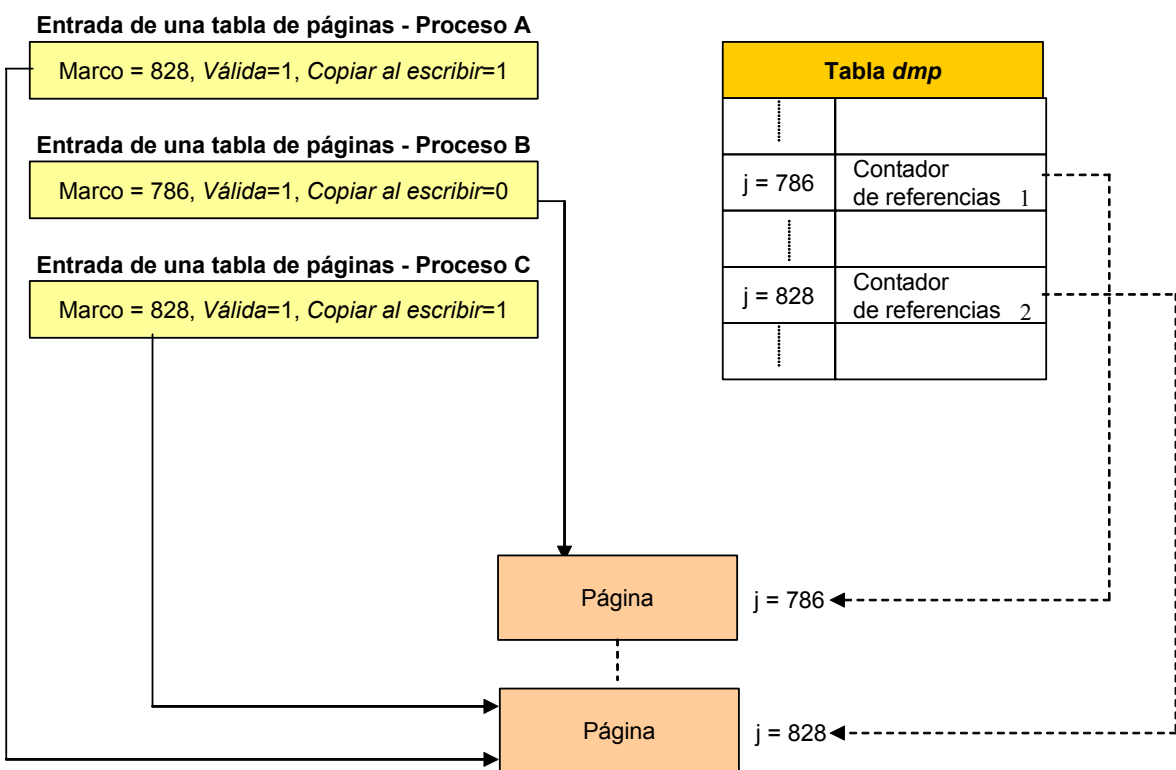 Entrada de una tabla de páginas - Proceso A
Marco = 828, Válida=1, Copiar al escribir=1
Entrada de una tabla de páginas - Proceso B
Marco = 786, Válida=1, Copiar al escribir=0
Entrada de una tabla de páginas - Proceso C
Marco = 828, Válida=1, Copiar al escribir=1
Tabla dmp
j = 786
Contador
de referencias 1
j = 828
Contador
de referencias 2
Página
j = 786
Página
j = 828